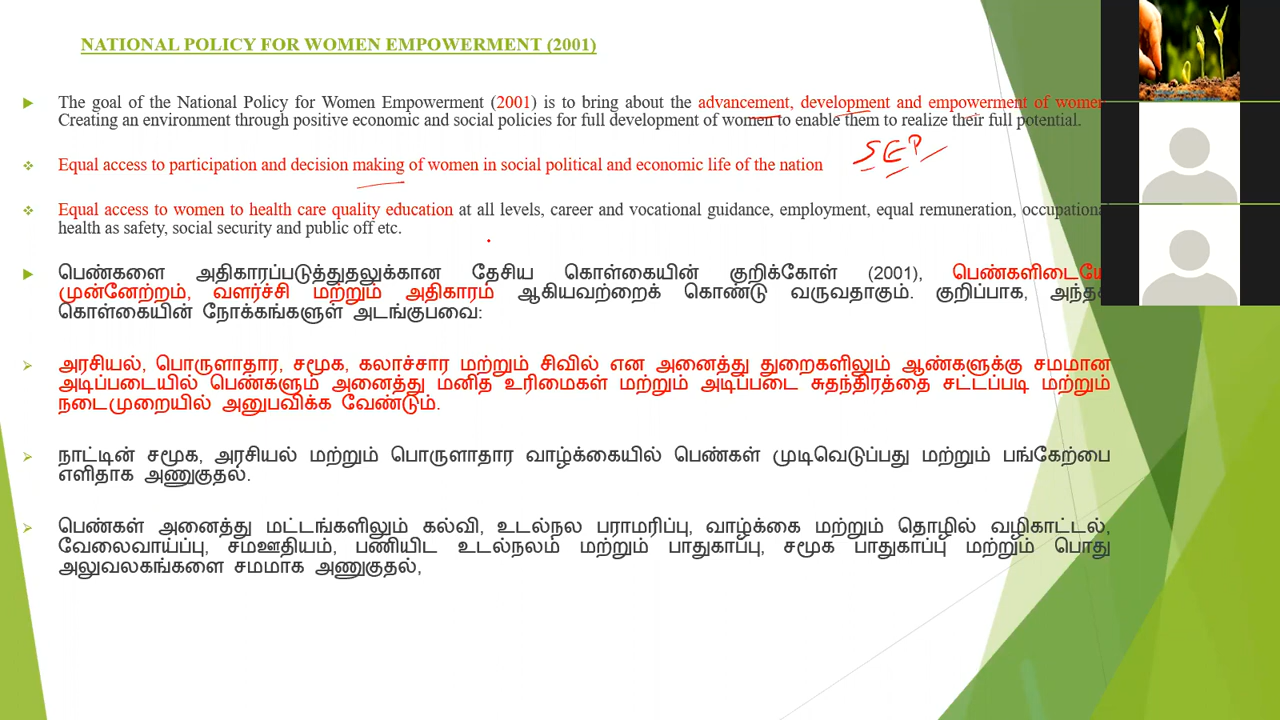 NATIONAL POLICY FOR WOMEN EMPOWERMENT (2001)
The goal of the National Policy for Women Empowerment (2001) is to bring about the advancement, development and empowerment of women
Creating an environment through positive economic and social policies for full development of women to enable them to realize their full potential.
SEP
Equal access to participation and decision making of women in social political and economic life of the nation
Equal access to women to health care quality education at all levels, career and vocational guidance, employment, equal remuneration, occupational
health as safety, social security and public off etc.
பெண்களை அதிகாரப்படுத்துதலுக்கான தேசிய கொள்கையின் குறிக்கோள் (2001), பெண்களிடையே
முன்னேற்றம், வளர்ச்சி மற்றும் அதிகாரம் ஆகியவற்றைக் கொண்டு வருவதாகும். குறிப்பாக, அந்தக்
கொள்கையின் நோக்கங்களுள் அடங்குபவை:
அரசியல், பொருளாதார, சமூக, கலாச்சார மற்றும் சிவில் என அனைத்து துறைகளிலும் ஆண்களுக்கு சமமான
அடிப்படையில் பெண்களும் அனைத்து மனித உரிமைகள் மற்றும் அடிப்படை சுதந்திரத்தை சட்டப்படி மற்றும்
நடைமுறையில் அனுபவிக்க வேண்டும்.
நாட்டின் சமூக, அரசியல் மற்றும் பொருளாதார வாழ்க்கையில் பெண்கள் முடிவெடுப்பது மற்றும் பங்கேற்பை
எளிதாக அணுகுதல்.
பெண்கள் அனைத்து மட்டங்களிலும் கல்வி, உடல்நல பராமரிப்பு, வாழ்க்கை மற்றும் தொழில் வழிகாட்டல்,
வேலைவாய்ப்பு, சமஊதியம், பணியிட உடல்நலம் மற்றும் பாதுகாப்பு, சமூக பாதுகாப்பு மற்றும் பொது
அலுவலகங்களை சமமாக அணுகுதல்,